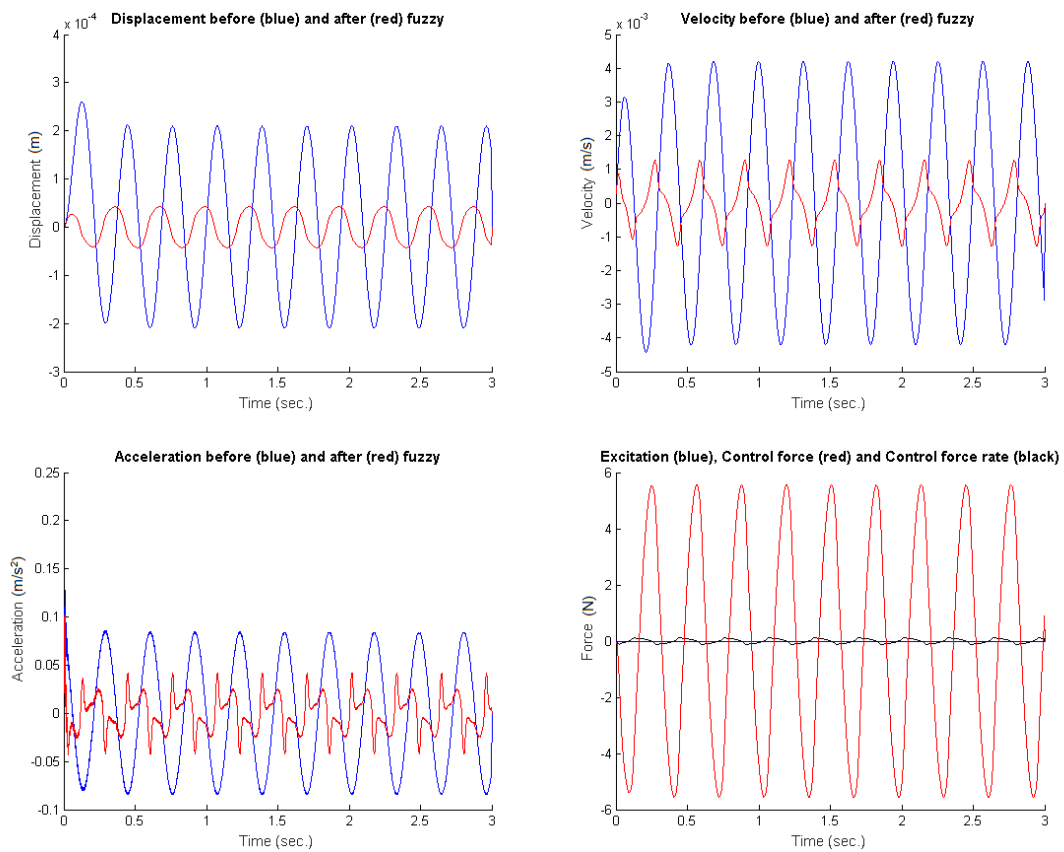 Displacement before (blue) and after (red) fuzzy
x 10-4
4
3
2
1
0
-1
-2
-3
0 0.5 1 1.5 2 2.5 3
Displacement (m)
Time (sec.)
Velocity before (blue) and after (red) fuzzy
x 10-3
5
4
3
2
1
0
-1
-2
-3
-4
-5
0 0.5 1 1.5 2 2.5 3
Velocity (m/s)
Time (sec.)
Acceleration before (blue) and after (red) fuzzy
0.25
0.2
0.15
0.1
0.05
0
-0.05
-0.1
0 0.5 1 1.5 2 2.5 3
Acceleration (m/s²)
Time (sec.)
Excitation (blue), Control force (red) and Control force rate (black)
6
4
2
0
-2
-4
-6
0 0.5 1 1.5 2 2.5 3
Force (N)
Time (sec.)